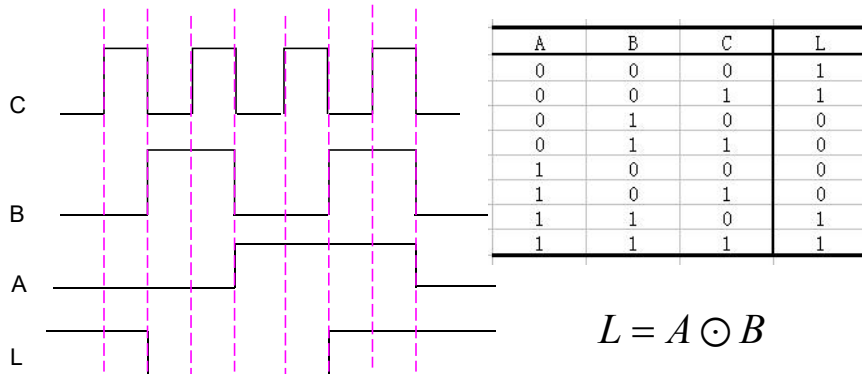 C
B
A
L
A B C L
0 0 0 1
0 0 1 1
0 1 0 0
0 1 1 0
1 0 0 0
1 0 1 0
1 1 0 1
1 1 1 1
L = A ⊙ B